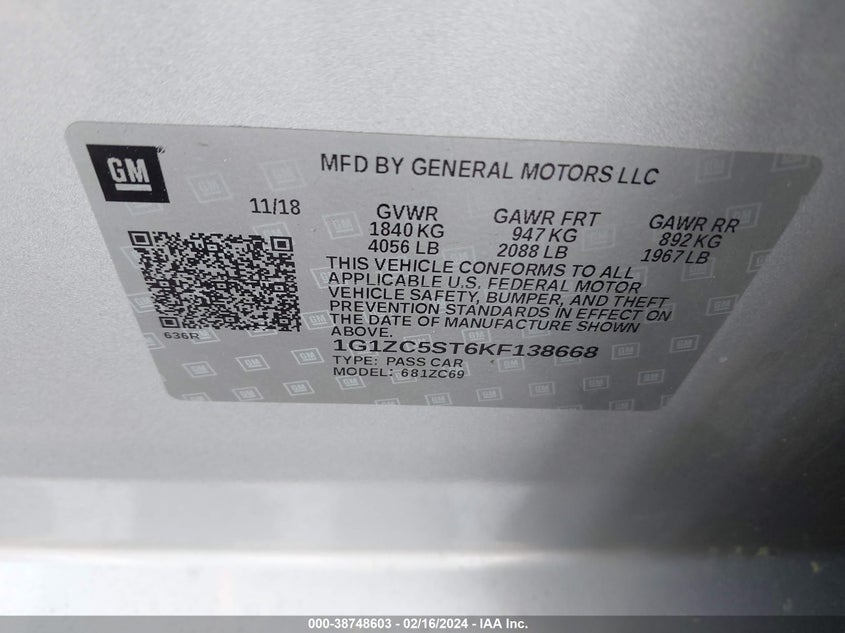 GM
MFD BY GENERAL MOTORS LLC
11/18
GVWR
1840 KG
4056 LB
GAWR FRT
947 KG
2088 LB
GAWR RR
892 KG
1967 LB
THIS VEHICLE CONFORMS TO ALL
APPLICABLE U.S. FEDERAL MOTOR
VEHICLE SAFETY, BUMPER, AND THEFT
PREVENTION STANDARDS IN EFFECT ON
THE DATE OF MANUFACTURE SHOWN
ABOVE.
636R
1G1ZC5ST6KF138668
TYPE: PASS CAR
MODEL: 681ZC69
000-38748603 - 02/16/2024 - IAA Inc.